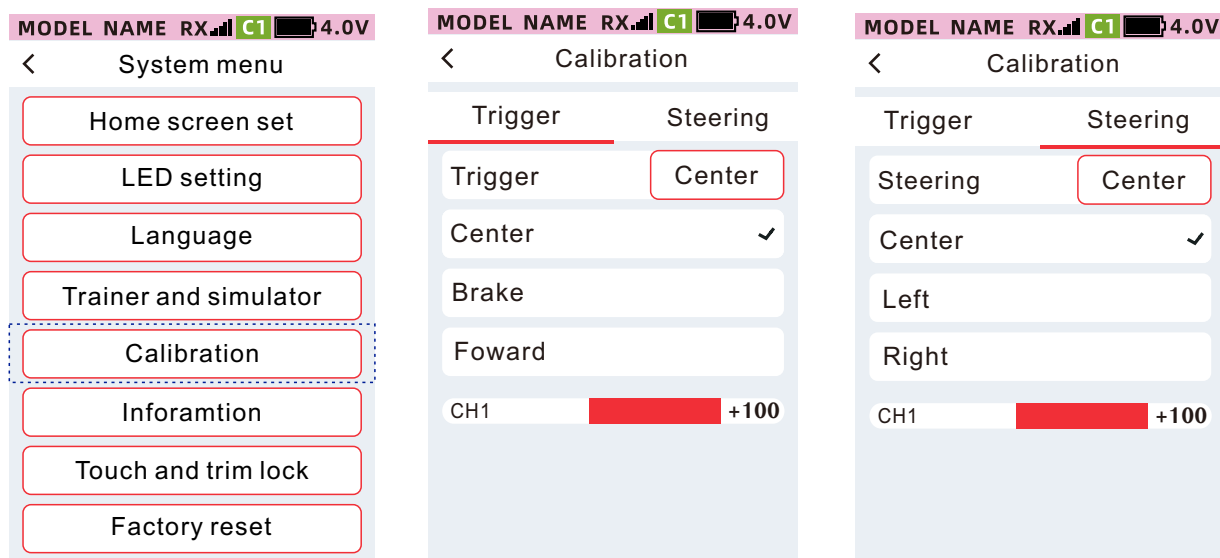 MODEL NAME RX C1 4.0V
System menu
Home screen set
LED setting
Language
Trainer and simulator
Calibration
Inforamtion
Touch and trim lock
Factory reset
MODEL NAME RX C1 4.0V
Calibration
Trigger Steering
Trigger Center
Center
Brake
Foward
CH1 +100
MODEL NAME RX C1 4.0V
Calibration
Trigger Steering
Steering Center
Center
Left
Right
CH1 +100